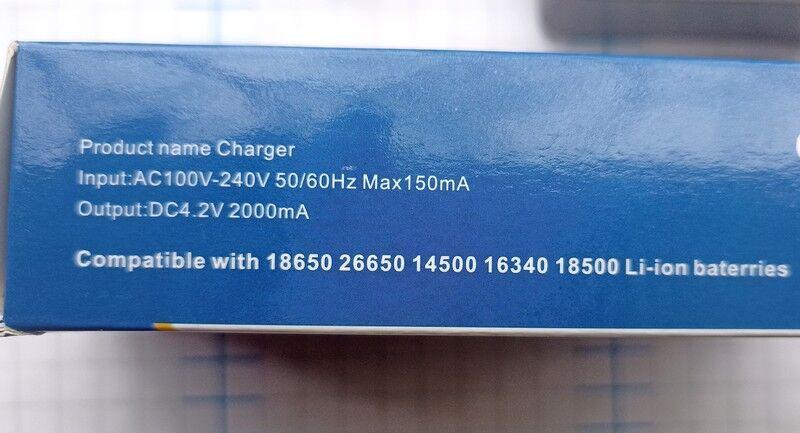 Product name Charger
Input:AC100V-240V 50/60Hz Max150mA
Output:DC4.2V 2000mA
Compatible with 18650 26650 14500 16340 18500 Li-ion baterries